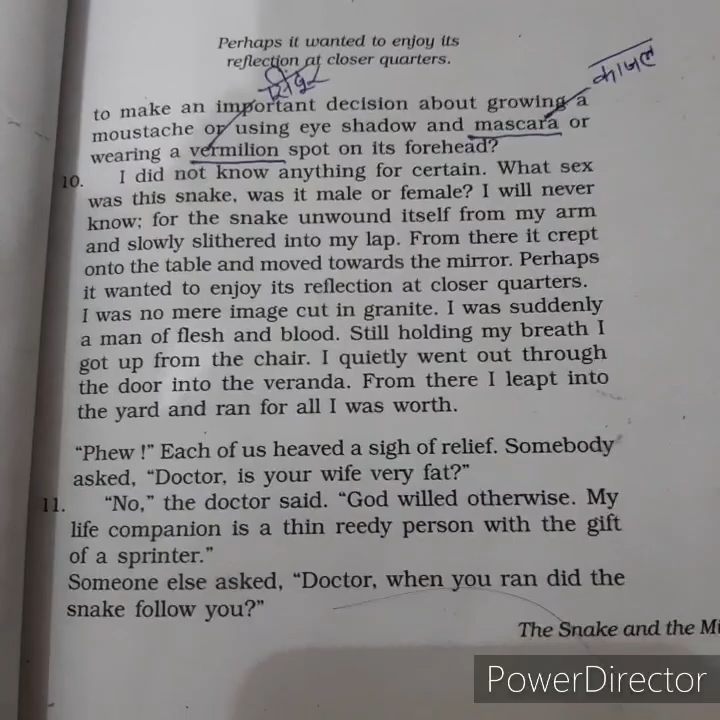 Perhaps it wanted to enjoy its
reflection at closer quarters.
सिंदूर
काजल
to make an important decision about growing a
moustache or using eye shadow and mascara or
wearing a vermilion spot on its forehead?
10. I did not know anything for certain. What sex
was this snake, was it male or female? I will never
know; for the snake unwound itself from my arm
and slowly slithered into my lap. From there it crept
onto the table and moved towards the mirror. Perhaps
it wanted to enjoy its reflection at closer quarters.
I was no mere image cut in granite. I was suddenly
a man of flesh and blood. Still holding my breath I
got up from the chair. I quietly went out through
the door into the veranda. From there I leapt into
the yard and ran for all I was worth.
“Phew !” Each of us heaved a sigh of relief. Somebody
asked, “Doctor, is your wife very fat?”
11. “No,” the doctor said. “God willed otherwise. My
life companion is a thin reedy person with the gift
of a sprinter.”
Someone else asked, “Doctor, when you ran did the
snake follow you?”
The Snake and the Mi
PowerDirector